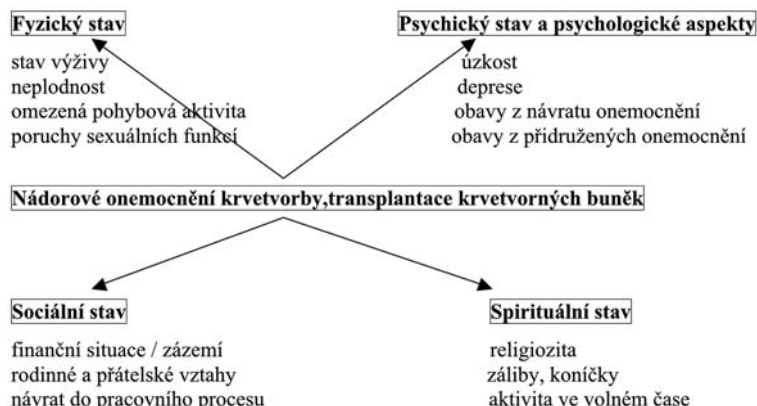 Fyzický stav
stav výživy
neplodnost
omezená pohybová aktivita
poruchy sexuálních funkcí
Psychický stav a psychologické aspekty
úzkost
deprese
obavy z návratu onemocnění
obavy z přidružených onemocnění
Nádorové onemocnění krvetvorby,transplantace krvetvorných buněk
Sociální stav
finanční situace / zázemí
rodinné a přátelské vztahy
návrat do pracovního procesu
Spirituální stav
religiozita
záliby, koníčky
aktivita ve volném čase